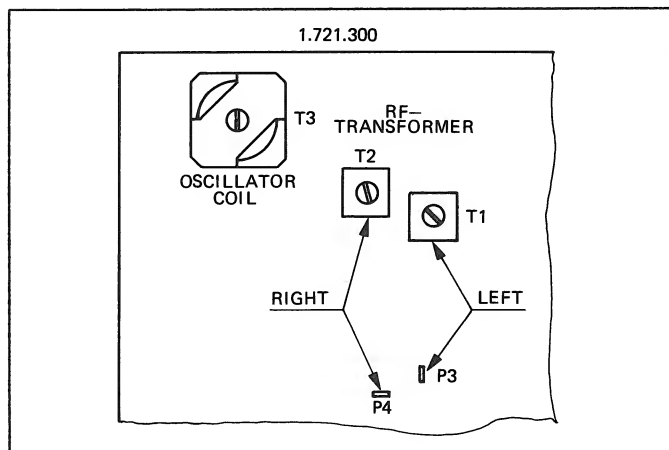 1.721.300
T3
OSCILLATOR
COIL
RF–
TRANSFORMER
T2
T1
RIGHT
LEFT
P3
P4